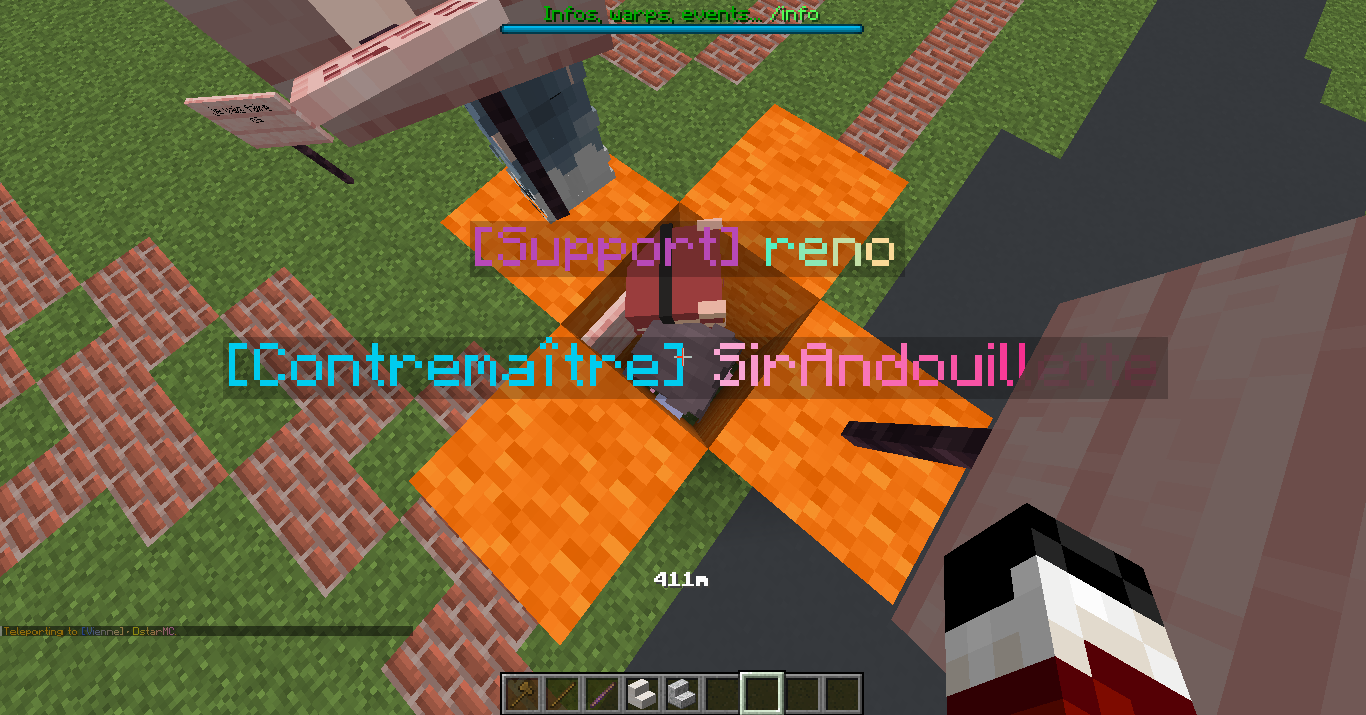 Infos, warps, events... /info
[Support] reno
[Contremaître] SirAndouillette
411m
Teleporting to [Vienne] • DstarMC.